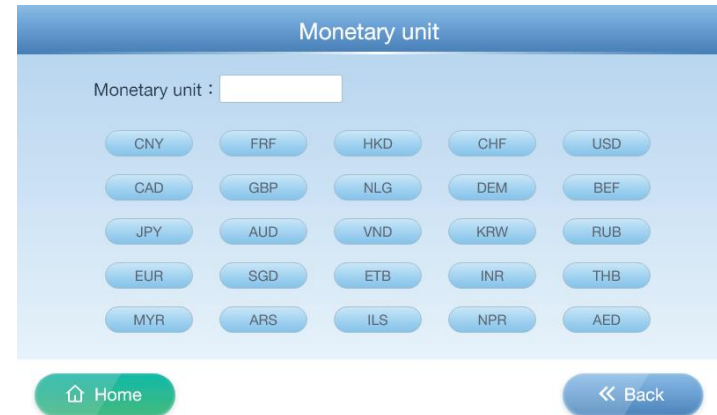 Monetary unit
Monetary unit：
CNY FRF HKD CHF USD
CAD GBP NLG DEM BEF
JPY AUD VND KRW RUB
EUR SGD ETB INR THB
MYR ARS ILS NPR AED
Home Back